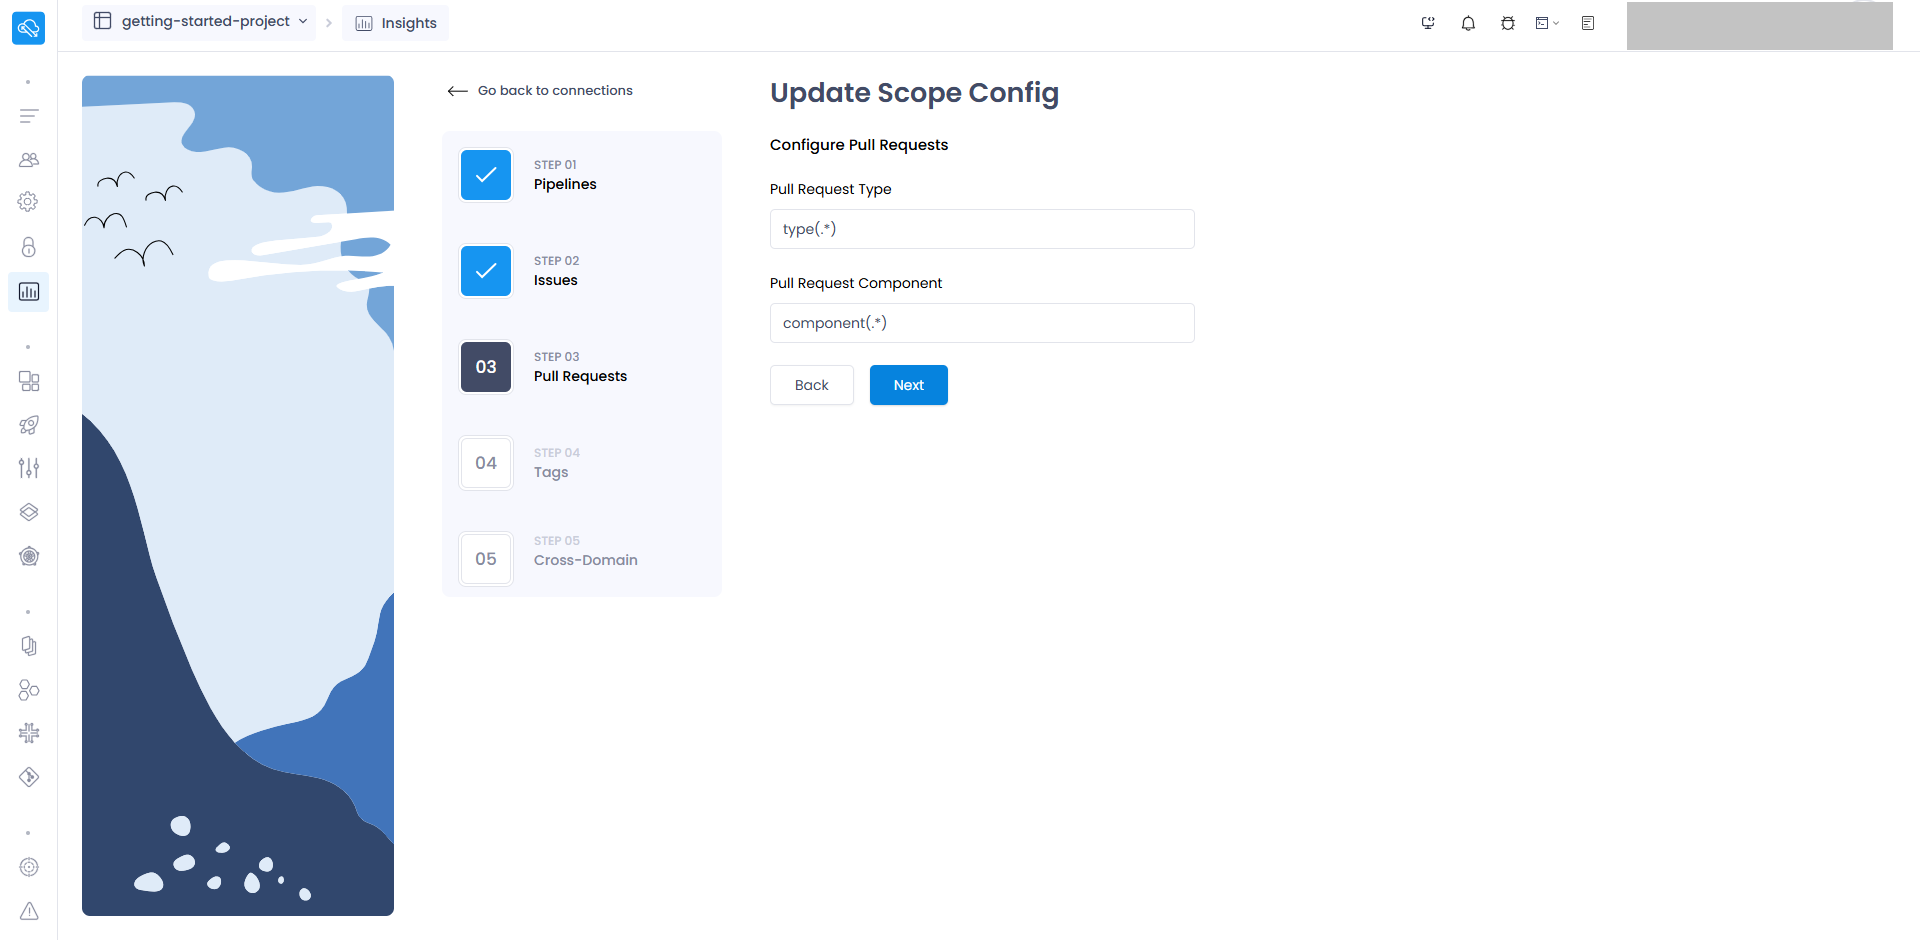 getting-started-project
Insights
Go back to connections
STEP 01
Pipelines
STEP 02
Issues
03
STEP 03
Pull Requests
04
STEP 04
Tags
05
STEP 05
Cross-Domain
Update Scope Config
Configure Pull Requests
Pull Request Type
type(.*)
Pull Request Component
component(.*)
Back
Next